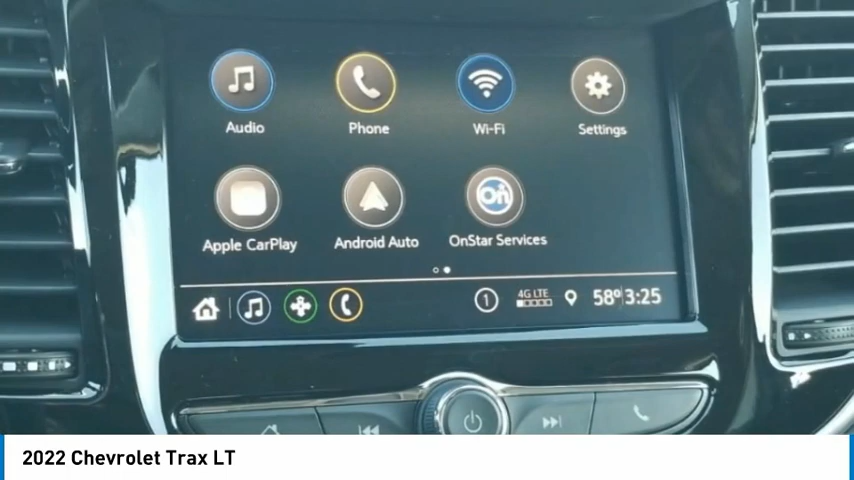 Audio Phone Wi-Fi Settings
Apple CarPlay Android Auto OnStar Services
On
1 4G LTE 58° 3:25
2022 Chevrolet Trax LT